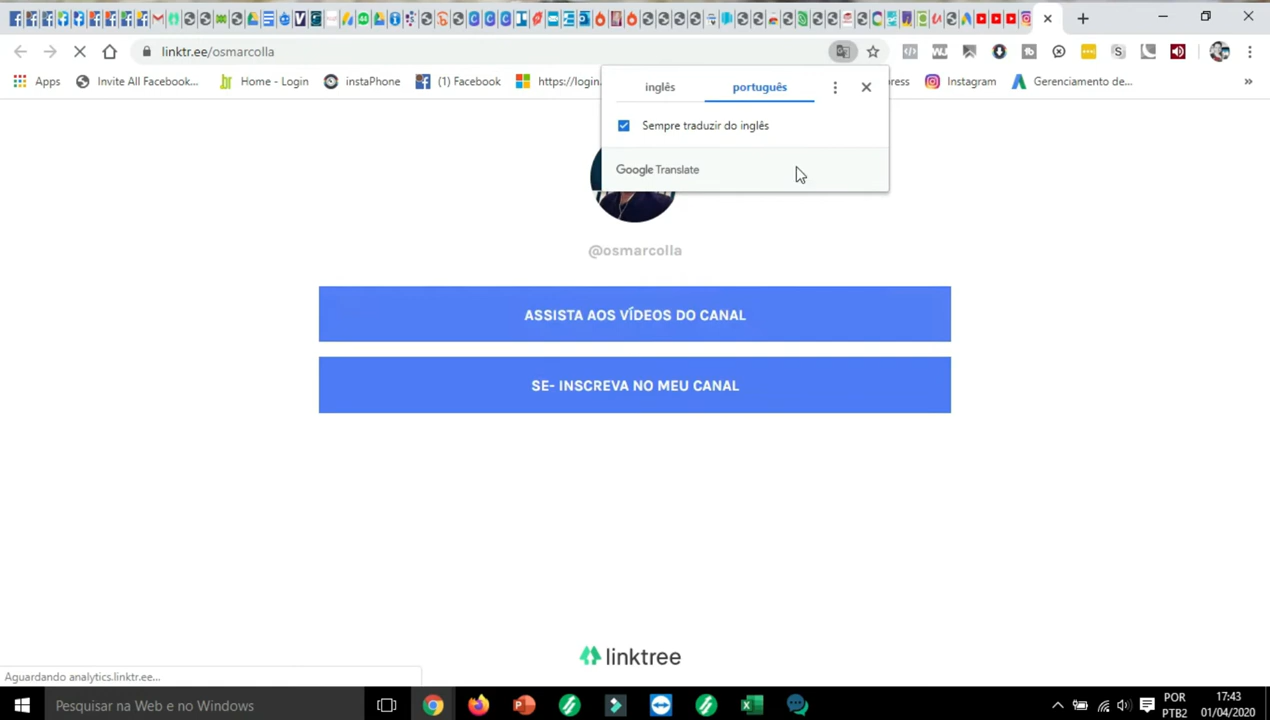 linktr.ee/osmarcolla
Apps
Invite All Facebook...
Home - Login
instaPhone
(1) Facebook
https://login.
press
Instagram
Gerenciamento de...
»
inglês
português
Sempre traduzir do inglês
Google Translate
@osmarcolla
ASSISTA AOS VÍDEOS DO CANAL
SE- INSCREVA NO MEU CANAL
linktree
Aguardando analytics.linktr.ee...
Pesquisar na Web e no Windows
POR
PTB2
17:43
01/04/2020